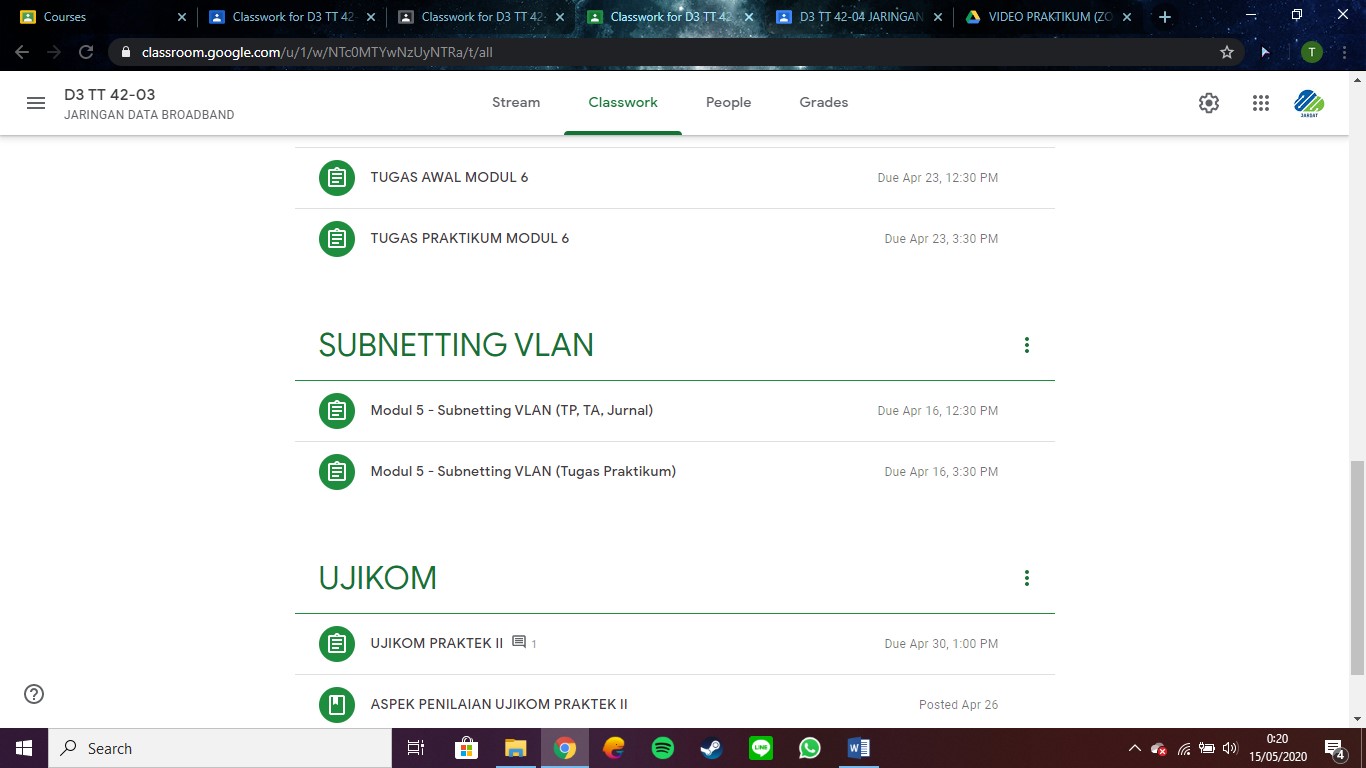 Courses
Classwork for D3 TT 42-
Classwork for D3 TT 42-
Classwork for D3 TT 42
D3 TT 42-04 JARINGAN
VIDEO PRAKTIKUM (ZO
classroom.google.com/u/1/w/NTc0MTYwNzUyNTRa/t/all
T
D3 TT 42-03
JARINGAN DATA BROADBAND
Stream
Classwork
People
Grades
JARDAT
TUGAS AWAL MODUL 6
Due Apr 23, 12:30 PM
TUGAS PRAKTIKUM MODUL 6
Due Apr 23, 3:30 PM
SUBNETTING VLAN
Modul 5 - Subnetting VLAN (TP, TA, Jurnal)
Due Apr 16, 12:30 PM
Modul 5 - Subnetting VLAN (Tugas Praktikum)
Due Apr 16, 3:30 PM
UJIKOM
UJIKOM PRAKTEK II 1
Due Apr 30, 1:00 PM
ASPEK PENILAIAN UJIKOM PRAKTEK II
Posted Apr 26
Search
LINE
W
0:20
15/05/2020
4